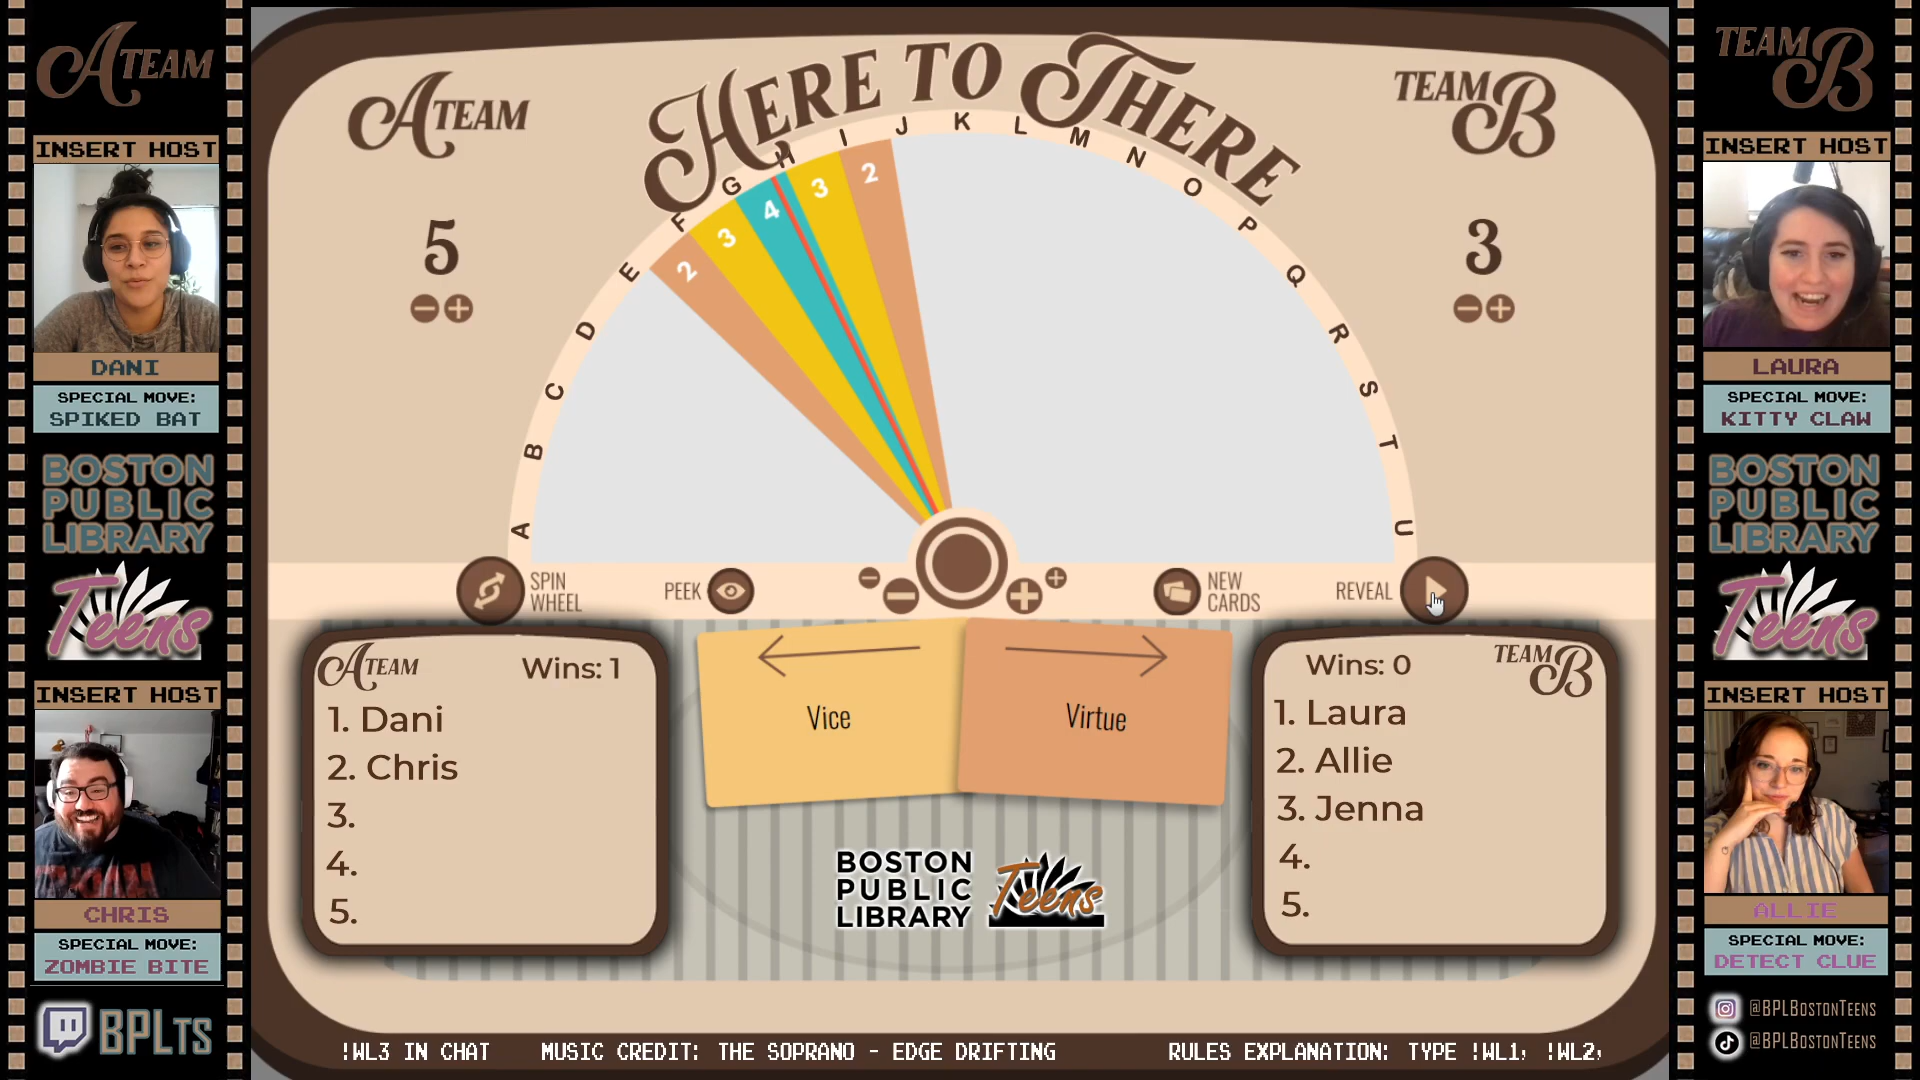 A TEAM
INSERT HOST
DANI
SPECIAL MOVE:
SPIKED BAT
BOSTON
PUBLIC
LIBRARY
Teens
INSERT HOST
CHRIS
SPECIAL MOVE:
ZOMBIE BITE
BPLTS
A TEAM
HERE TO THERE
TEAM B
5
3
A B C D E F G H I J K L M N O P Q R S T U
2 3 4 3 2
SPIN
WHEEL
PEEK
NEW
CARDS
REVEAL
A TEAM
Wins: 1
1. Dani
2. Chris
3.
4.
5.
Vice
Virtue
BOSTON
PUBLIC
LIBRARY
Teens
Wins: 0
TEAM B
1. Laura
2. Allie
3. Jenna
4.
5.
!WL3 IN CHAT
MUSIC CREDIT: THE SOPRANO - EDGE DRIFTING
RULES EXPLANATION: TYPE !WL1, !WL2,
TEAM B
INSERT HOST
LAURA
SPECIAL MOVE:
KITTY CLAW
BOSTON
PUBLIC
LIBRARY
Teens
INSERT HOST
ALLIE
SPECIAL MOVE:
DETECT CLUE
@BPLBOSTONTEENS
@BPLBOSTONTEENS